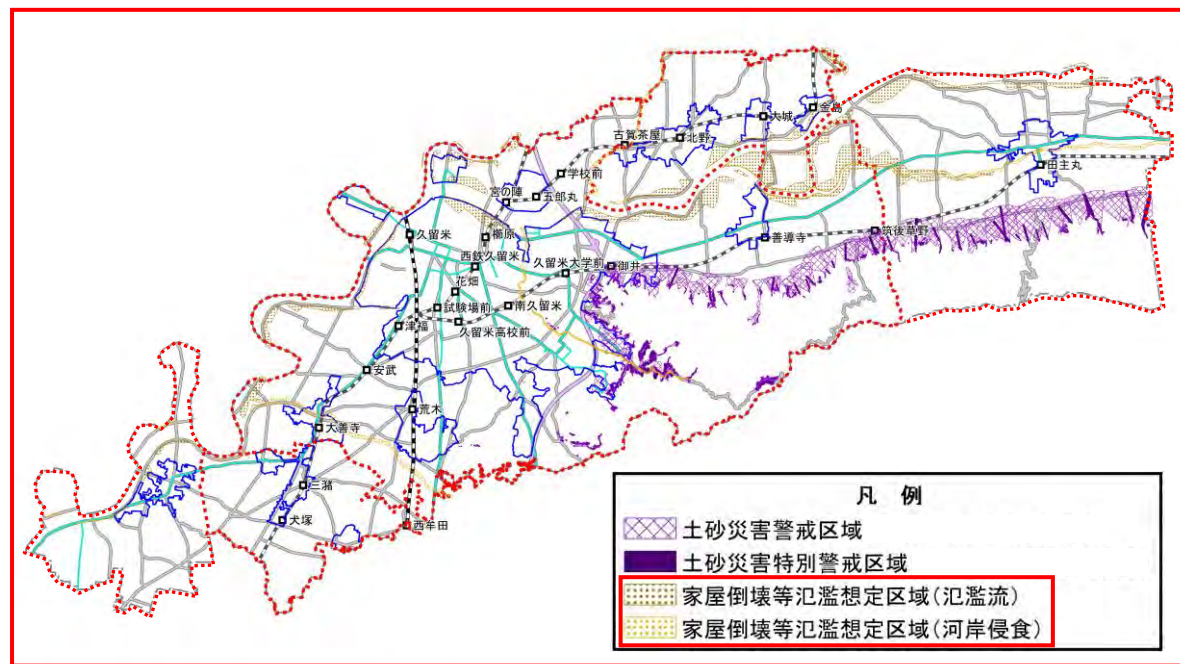 金島
大城
古賀茶屋
北野
田主丸
学校前
宮の陣
五郎丸
久留米
櫛原
善導寺
筑後草野
西鉄久留米
久留米大学前
御井
花畑
試験場前
南久留米
津福
久留米高校前
安武
荒木
大善寺
三潴
犬塚
西牟田
凡例
土砂災害警戒区域
土砂災害特別警戒区域
家屋倒壊等氾濫想定区域(氾濫流)
家屋倒壊等氾濫想定区域(河岸侵食)